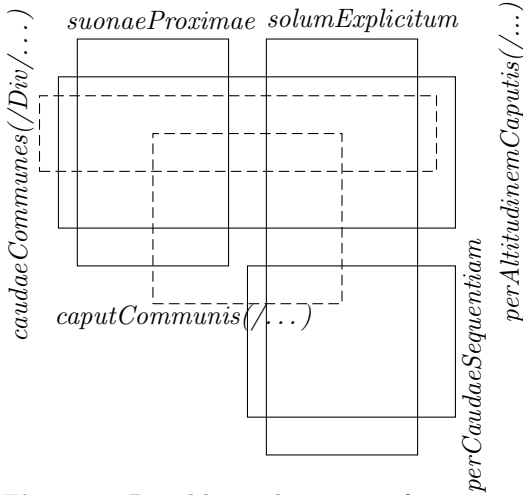 suonaeProximae solumExplicitum
caudaeCommunes(/Div/...)
perAltitudinemCaputis(/...)
caputCommunis(/...)
perCaudaeSequentiam